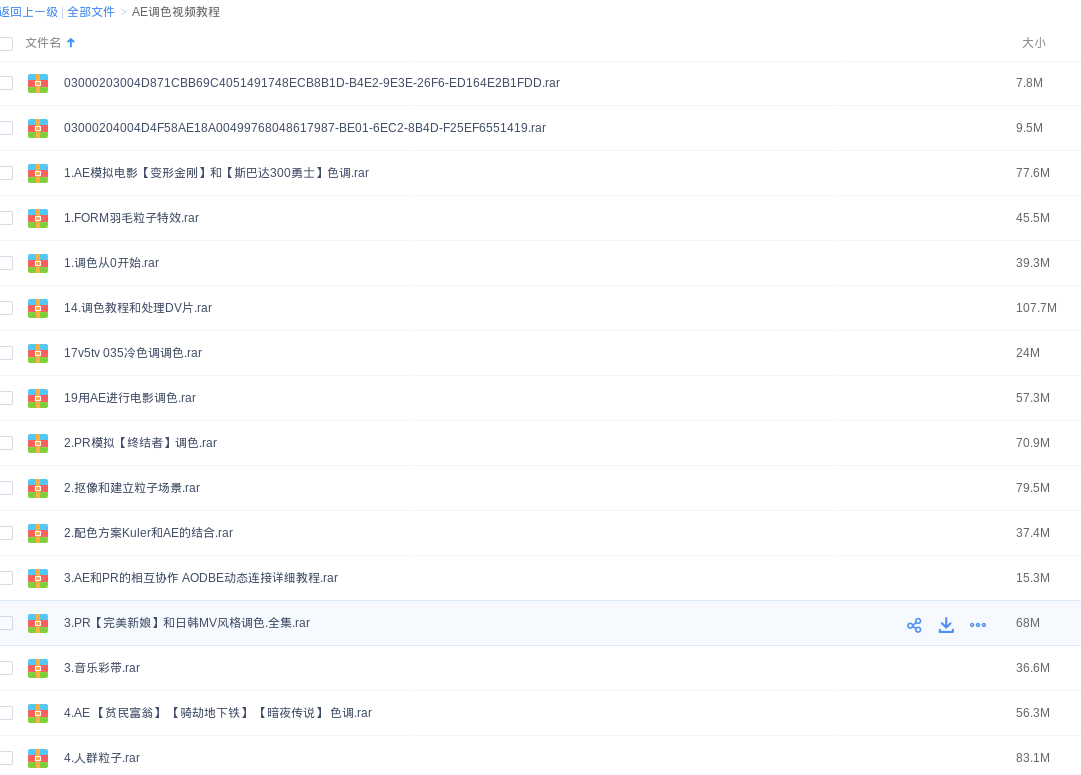 返回上一级 | 全部文件 > AE调色视频教程
文件名 大小
03000203004D871CBB69C4051491748ECB8B1D-B4E2-9E3E-26F6-ED164E2B1FDD.rar 7.8M
03000204004D4F58AE18A00499768048617987-BE01-6EC2-8B4D-F25EF6551419.rar 9.5M
1.AE模拟电影【变形金刚】和【斯巴达300勇士】色调.rar 77.6M
1.FORM羽毛粒子特效.rar 45.5M
1.调色从0开始.rar 39.3M
14.调色教程和处理DV片.rar 107.7M
17v5tv 035冷色调调色.rar 24M
19用AE进行电影调色.rar 57.3M
2.PR模拟【终结者】调色.rar 70.9M
2.抠像和建立粒子场景.rar 79.5M
2.配色方案Kuler和AE的结合.rar 37.4M
3.AE和PR的相互协作 AODBE动态连接详细教程.rar 15.3M
3.PR【完美新娘】和日韩MV风格调色.全集.rar 68M
3.音乐彩带.rar 36.6M
4.AE 【贫民富翁】 【骑劫地下铁】 【暗夜传说】 色调.rar 56.3M
4.人群粒子.rar 83.1M